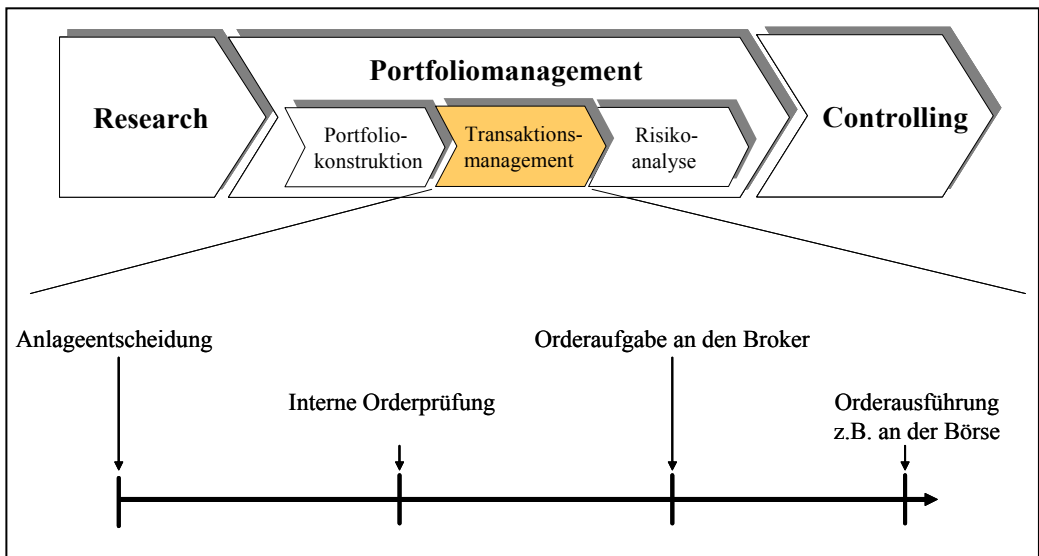 Research
Portfoliomanagement
Portfolio-
konstruktion
Transaktions-
management
Risiko-
analyse
Controlling
Anlageentscheidung
Interne Orderprüfung
Orderaufgabe an den Broker
Orderausführung
z.B. an der Börse